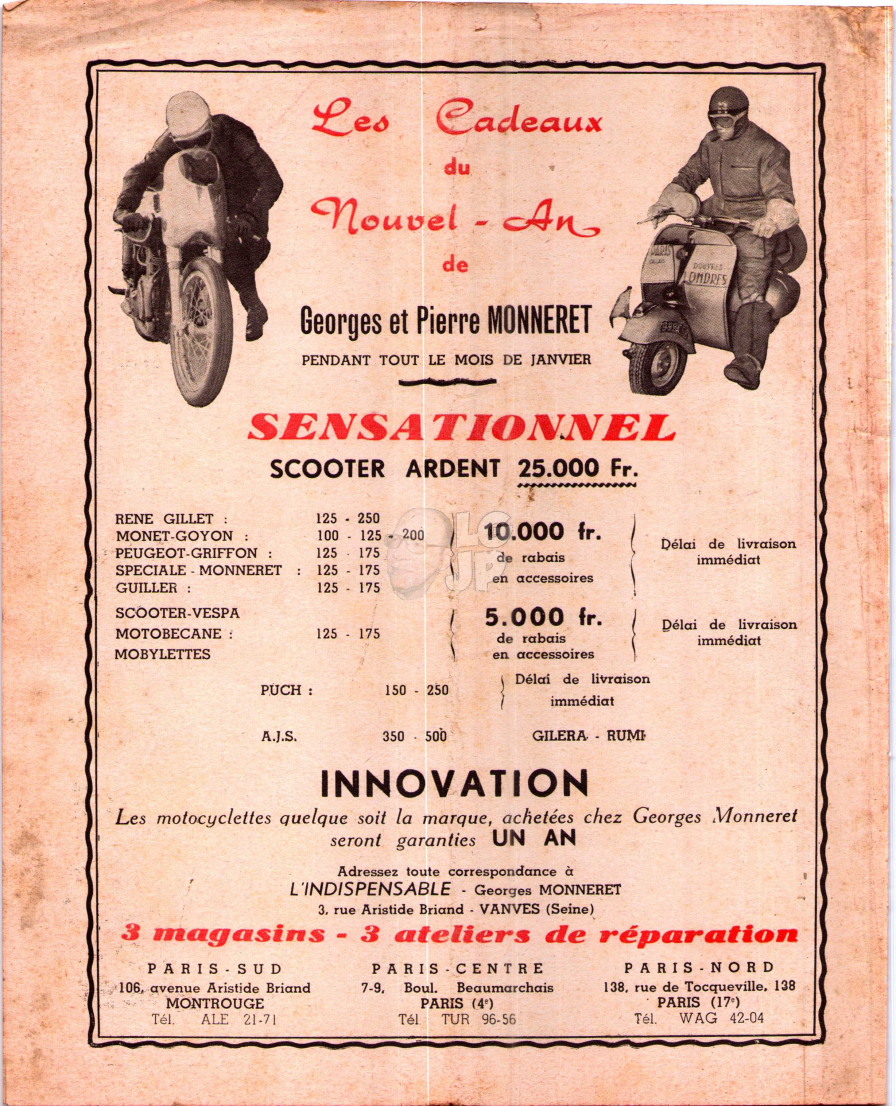 Les Cadeaux
du
Nouvel - An
de
Georges et Pierre MONNERET
PENDANT TOUT LE MOIS DE JANVIER
PARIS
DOUVRES
LONDRES
SENSATIONNEL
SCOOTER ARDENT 25.000 Fr.
RENE GILLET : 125 - 250
MONET-GOYON : 100 - 125 - 200
PEUGEOT-GRIFFON : 125 - 175
SPECIALE - MONNERET : 125 - 175
GUILLER : 125 - 175
10.000 fr.
de rabais
en accessoires
Délai de livraison
immédiat
LC
JP
SCOOTER-VESPA
MOTOBECANE : 125 - 175
MOBYLETTES
5.000 fr.
de rabais
en accessoires
Délai de livraison
immédiat
PUCH : 150 - 250
Délai de livraison
immédiat
A.J.S. 350 - 500 GILERA - RUMI
INNOVATION
Les motocyclettes quelque soit la marque, achetées chez Georges Monneret
seront garanties UN AN
Adressez toute correspondance à
L'INDISPENSABLE - Georges MONNERET
3, rue Aristide Briand - VANVES (Seine)
3 magasins - 3 ateliers de réparation
PARIS-SUD
106, avenue Aristide Briand
MONTROUGE
Tél. ALE 21-71
PARIS-CENTRE
7-9, Boul. Beaumarchais
PARIS (4e)
Tél. TUR 96-56
PARIS-NORD
138, rue de Tocqueville, 138
PARIS (17e)
Tél. WAG 42-04